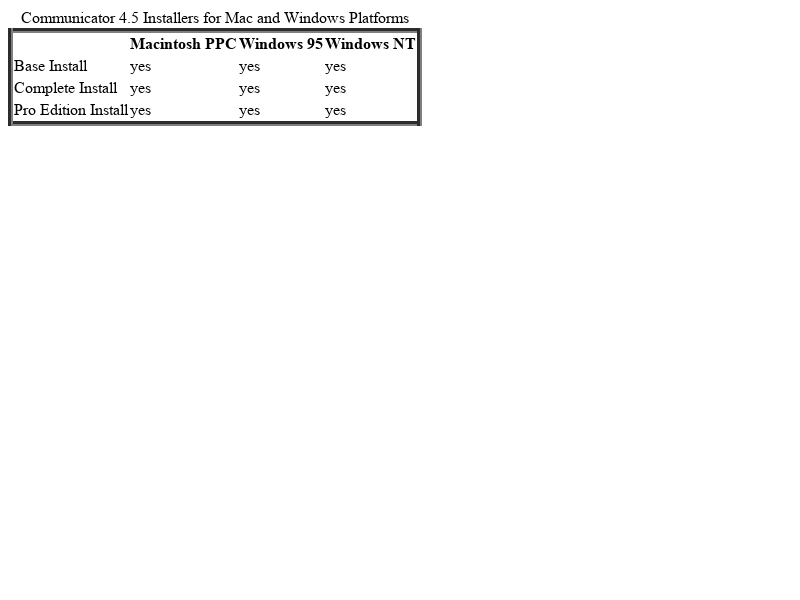 Communicator 4.5 Installers for Mac and Windows Platforms
Macintosh PPC Windows 95 Windows NT
Base Install yes yes yes
Complete Install yes yes yes
Pro Edition Install yes yes yes